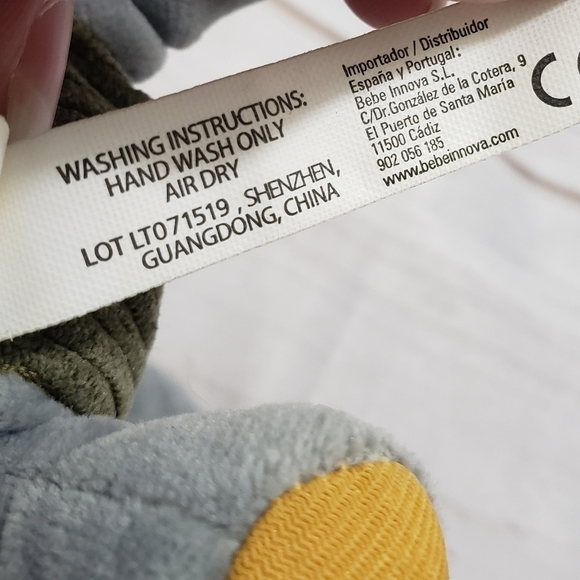 WASHING INSTRUCTIONS:
HAND WASH ONLY
AIR DRY
LOT LT071519 , SHENZHEN,
GUANGDONG, CHINA
Importador / Distribuidor
España y Portugal:
Bebe Innova S.L.
C/Dr.González de la Cotera, 9
El Puerto de Santa María
11500 Cádiz
902 056 185
www.bebeinnova.com
C